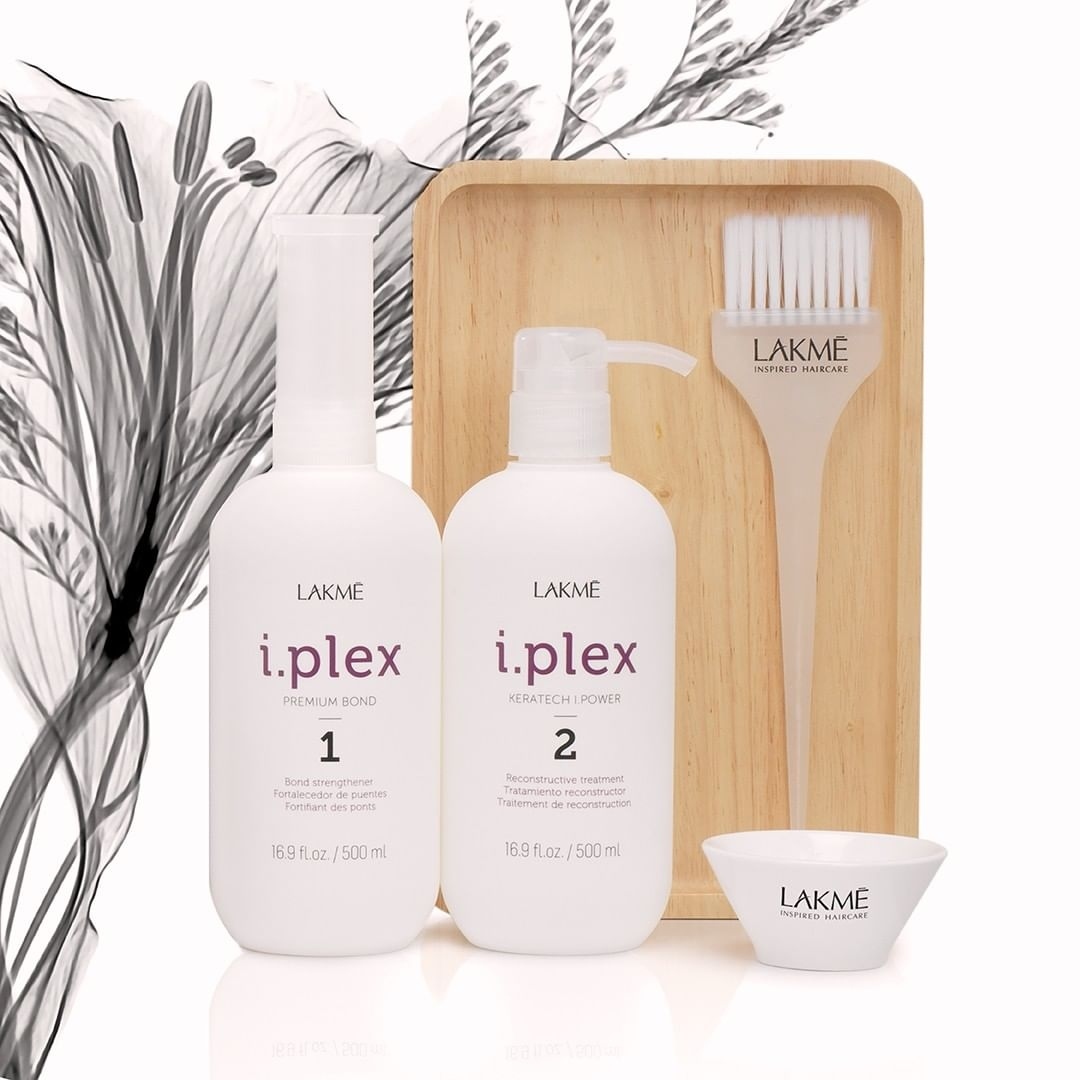 LAKMĒ
i.plex
PREMIUM BOND
1
Bond strengthener
Fortalecedor de puentes
Fortifiant des ponts
16.9 fl.oz. / 500 ml
LAKMĒ
i.plex
KERATECH I.POWER
2
Reconstructive treatment
Tratamiento reconstructor
Traitement de reconstruction
16.9 fl.oz. / 500 ml
LAKMĒ
INSPIRED HAIRCARE
LAKMĒ
INSPIRED HAIRCARE